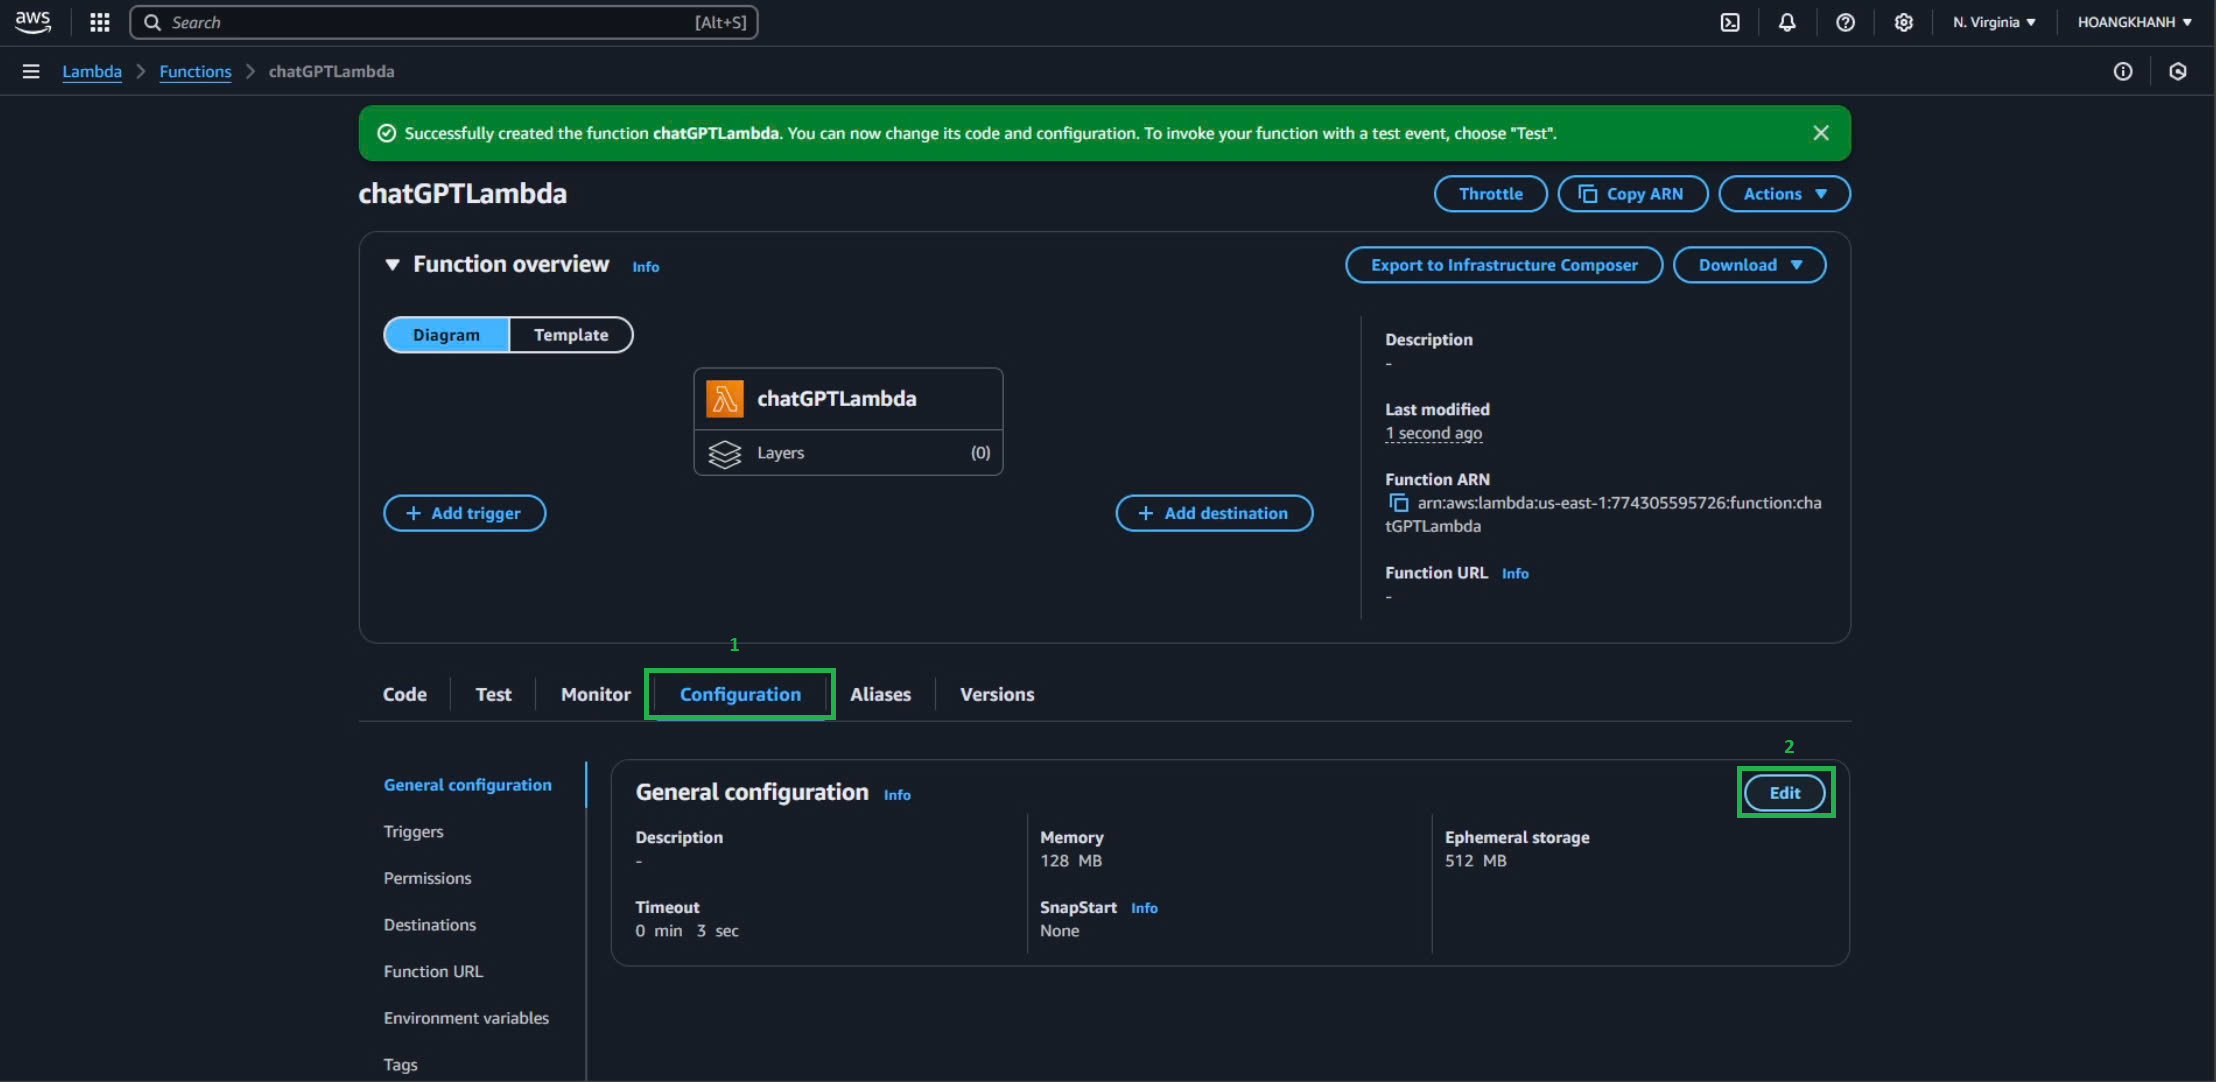 aws
Search [Alt+S]
N. Virginia ▼
HOANGKHANH ▼
Lambda > Functions > chatGPTLambda
Successfully created the function chatGPTLambda. You can now change its code and configuration. To invoke your function with a test event, choose "Test".
chatGPTLambda
Throttle
Copy ARN
Actions ▼
▼ Function overview Info
Export to Infrastructure Composer
Download ▼
Diagram
Template
chatGPTLambda
Layers (0)
+ Add trigger
+ Add destination
Description
-
Last modified
1 second ago
Function ARN
arn:aws:lambda:us-east-1:774305595726:function:cha
tGPTLambda
Function URL Info
-
1
Code
Test
Monitor
Configuration
Aliases
Versions
General configuration
Triggers
Permissions
Destinations
Function URL
Environment variables
Tags
2
General configuration Info
Edit
Description
-
Memory
128 MB
Ephemeral storage
512 MB
Timeout
0 min 3 sec
SnapStart Info
None